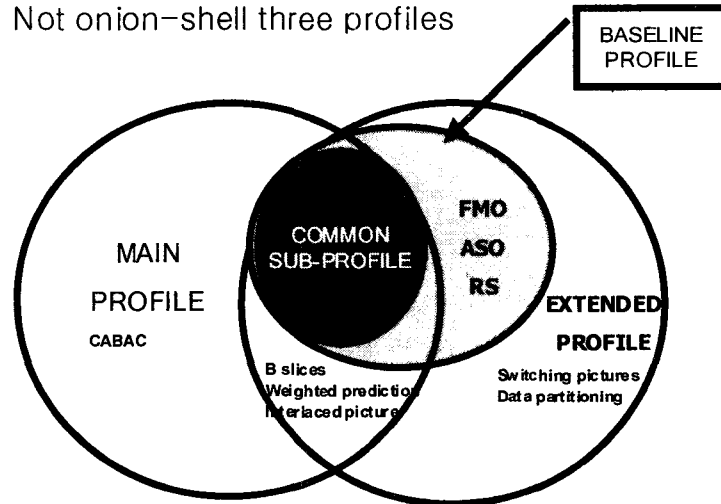 Not onion-shell three profiles
BASELINE
PROFILE
COMMON
SUB-PROFILE
FMO
ASO
RS
MAIN
PROFILE
CABAC
EXTENDED
PROFILE
B slices
Weighted prediction
Interlaced picture
Switching pictures
Data partitioning